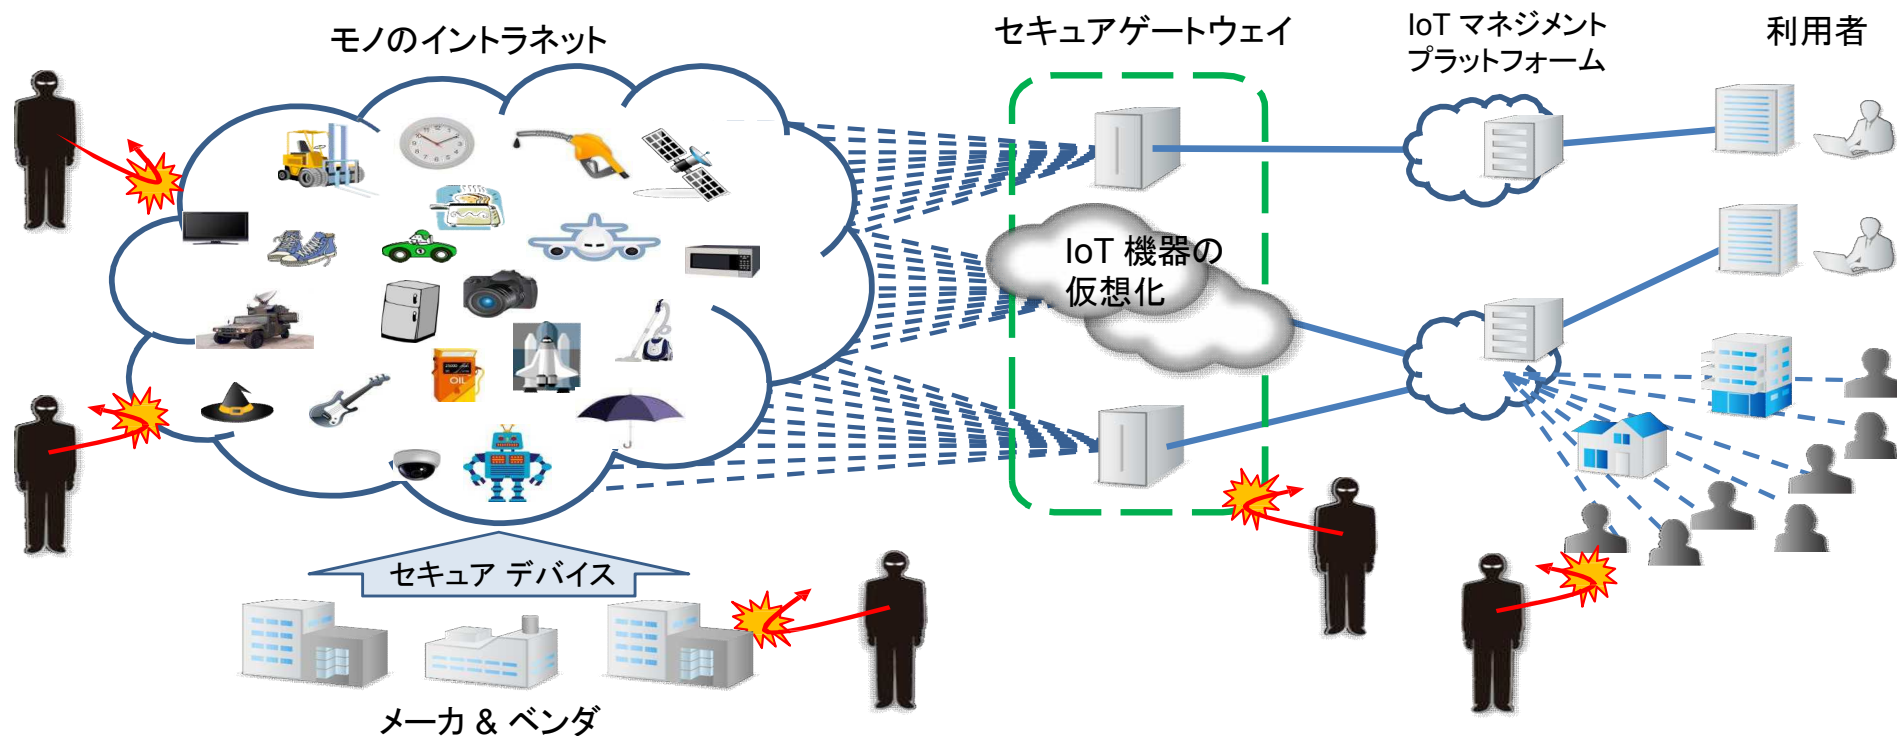 モノのイントラネット
セキュアゲートウェイ
IoT マネジメント
プラットフォーム
利用者
IoT 機器の
仮想化
OIL
セキュア デバイス
メーカ & ベンダ